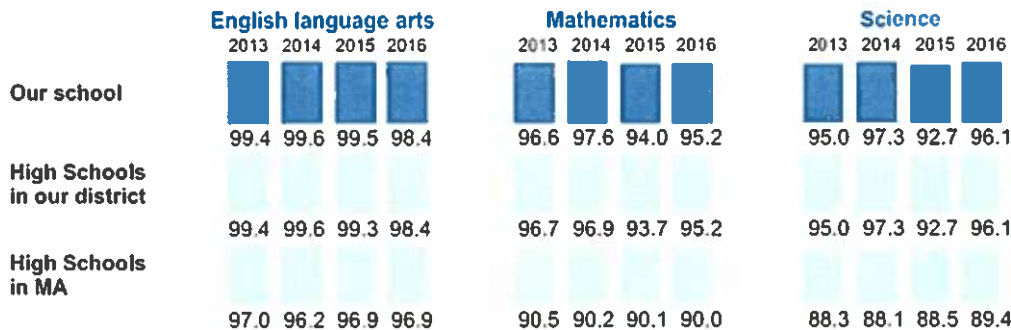 English language arts Mathematics Science
2013 2014 2015 2016 2013 2014 2015 2016 2013 2014 2015 2016
Our school
99.4 99.6 99.5 98.4 96.6 97.6 94.0 95.2 95.0 97.3 92.7 96.1
High Schools
in our district
99.4 99.6 99.3 98.4 96.7 96.9 93.7 95.2 95.0 97.3 92.7 96.1
High Schools
in MA
97.0 96.2 96.9 96.9 90.5 90.2 90.1 90.0 88.3 88.1 88.5 89.4